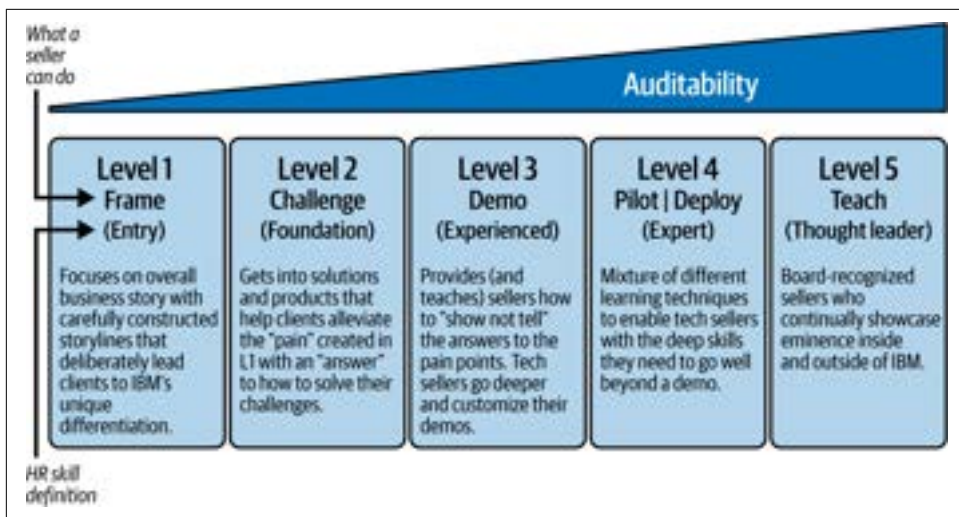 What a
seller
can do
Auditability
Level 1
Frame
(Entry)
Focuses on overall
business story with
carefully constructed
storylines that
deliberately lead
clients to IBM's
unique
differentiation.
Level 2
Challenge
(Foundation)
Gets into solutions
and products that
help clients alleviate
the "pain" created in
L1 with an "answer"
to how to solve their
challenges.
Level 3
Demo
(Experienced)
Provides (and
teaches) sellers how
to "show not tell"
the answers to the
pain points. Tech
sellers go deeper
and customize their
demos.
Level 4
Pilot | Deploy
(Expert)
Mixture of different
learning techniques
to enable tech sellers
with the deep skills
they need to go well
beyond a demo.
Level 5
Teach
(Thought leader)
Board-recognized
sellers who
continually showcase
eminence inside
and outside of IBM.
HR skill
definition